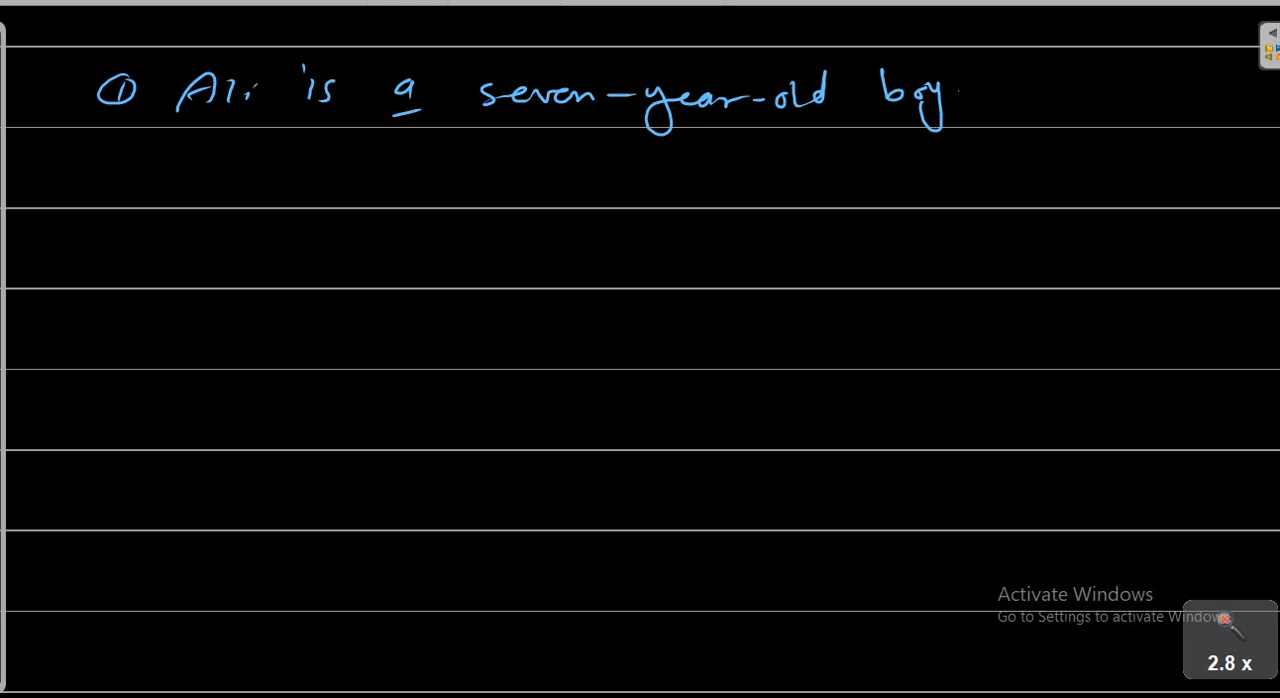 ① Ali is a seven-year-old boy.
Activate Windows
Go to Settings to activate Windows
2.8 x